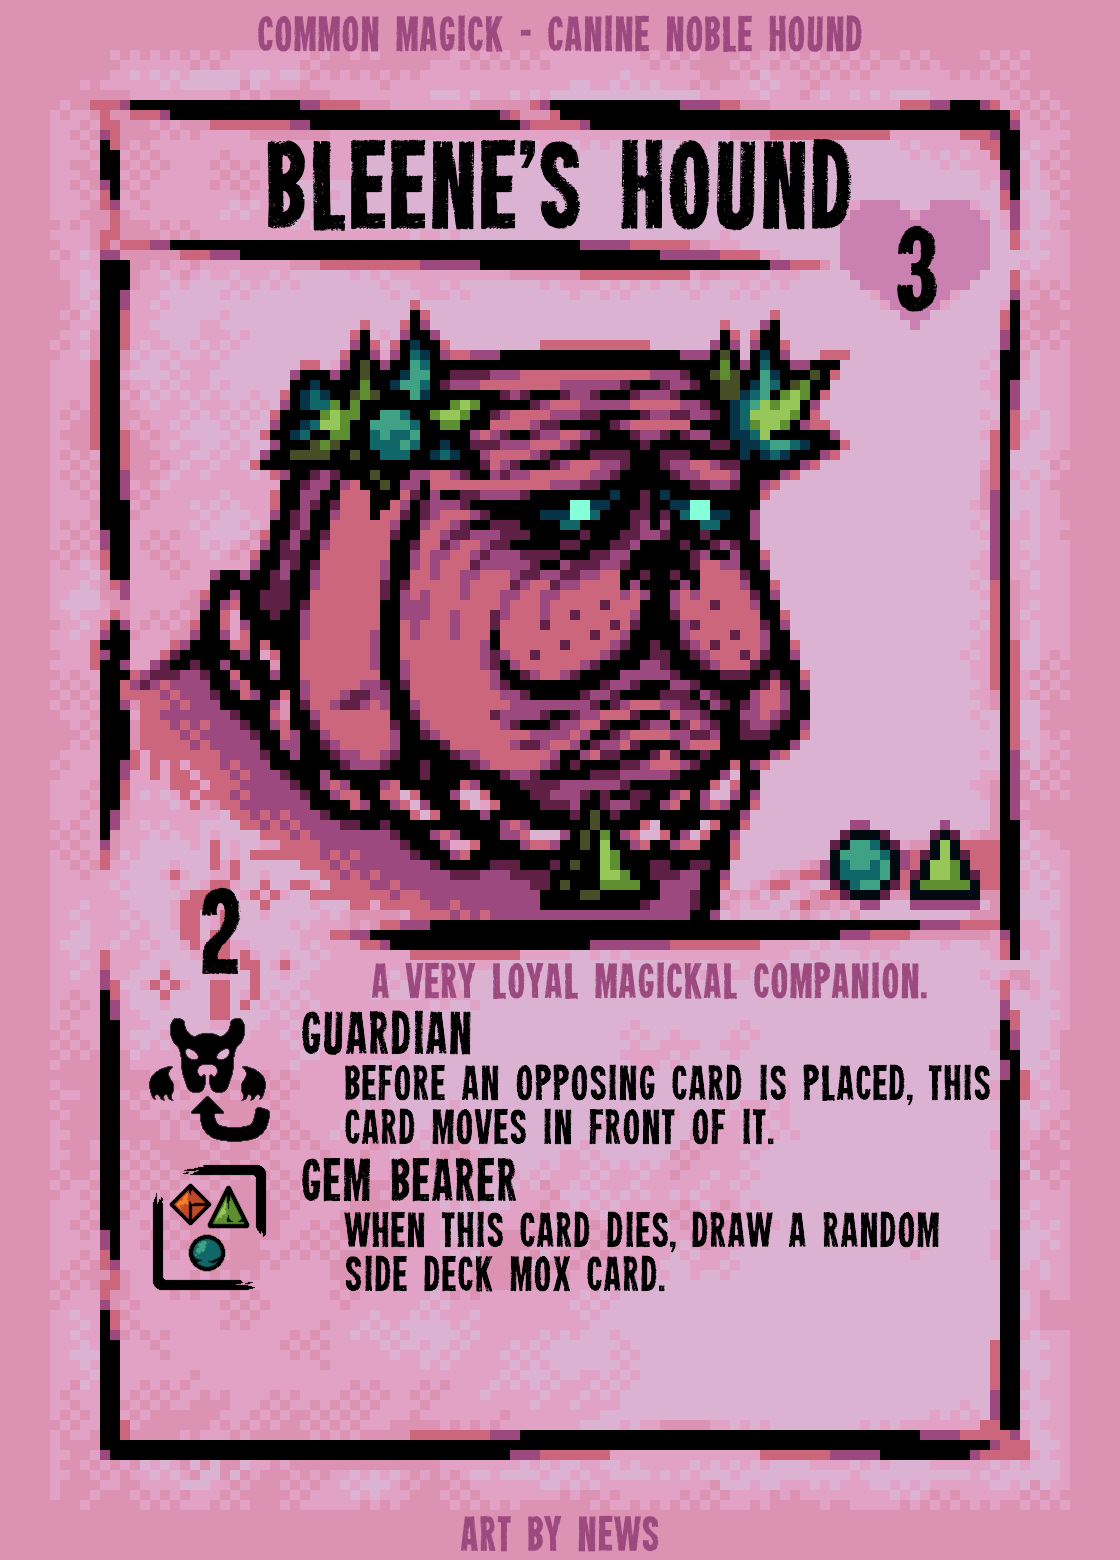 COMMON MAGICK - CANINE NOBLE HOUND
BLEENE'S HOUND
3
2
A VERY LOYAL MAGICKAL COMPANION.
GUARDIAN
BEFORE AN OPPOSING CARD IS PLACED, THIS
CARD MOVES IN FRONT OF IT.
GEM BEARER
WHEN THIS CARD DIES, DRAW A RANDOM
SIDE DECK MOX CARD.
ART BY NEWS